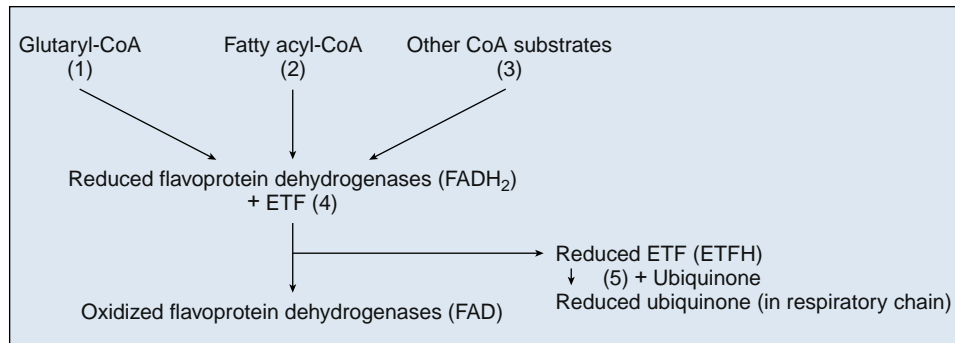 Glutaryl-CoA Fatty acyl-CoA Other CoA substrates
(1) (2) (3)
Reduced flavoprotein dehydrogenases (FADH₂)
+ ETF (4)
Reduced ETF (ETFH)
(5) + Ubiquinone
Reduced ubiquinone (in respiratory chain)
Oxidized flavoprotein dehydrogenases (FAD)